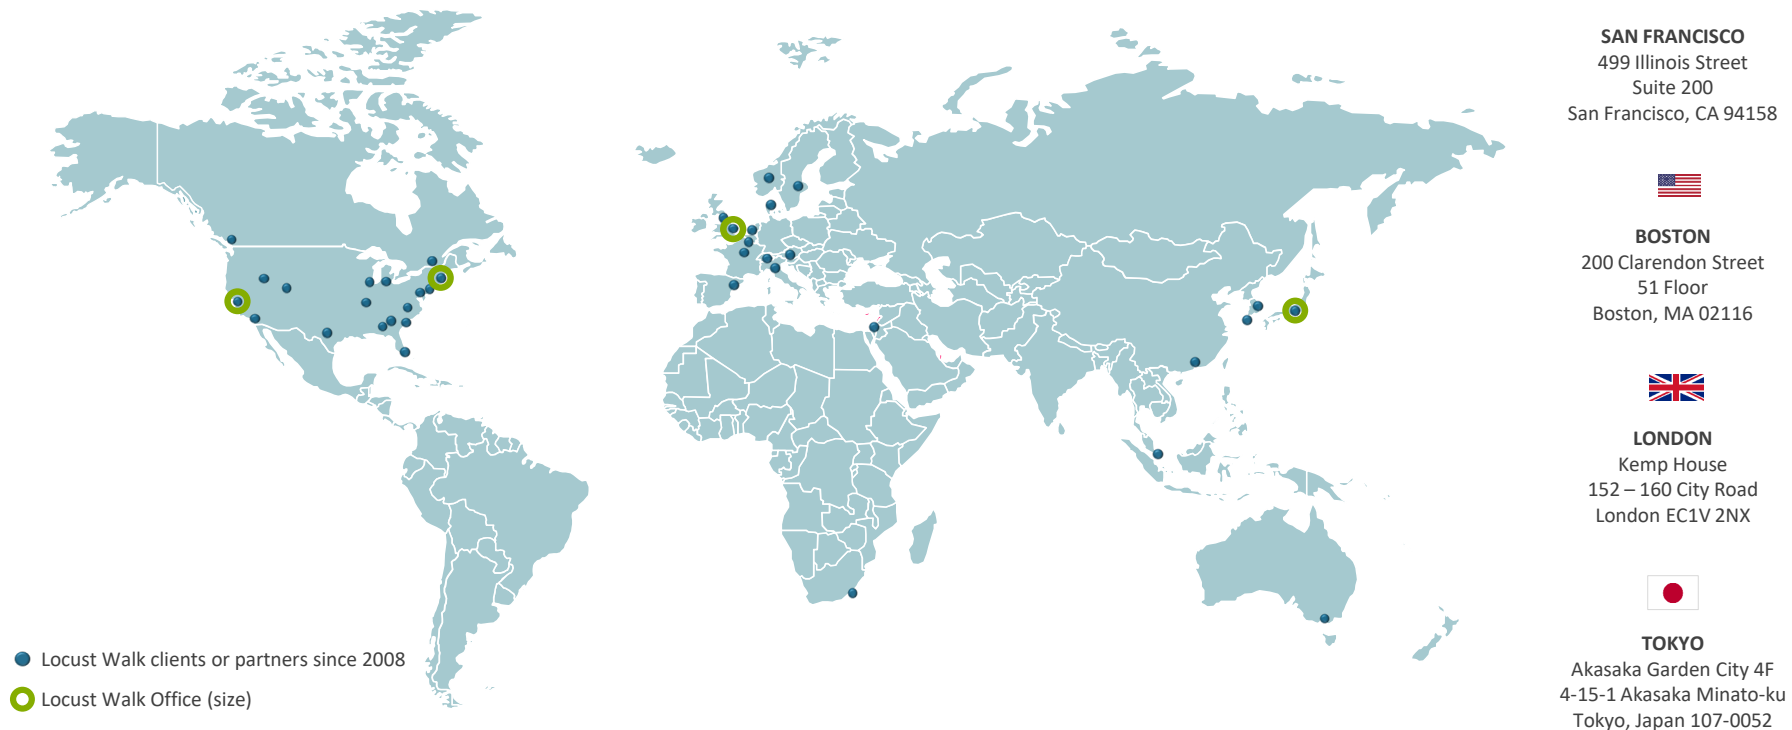 SAN FRANCISCO
499 Illinois Street
Suite 200
San Francisco, CA 94158
BOSTON
200 Clarendon Street
51 Floor
Boston, MA 02116
LONDON
Kemp House
152 – 160 City Road
London EC1V 2NX
TOKYO
Akasaka Garden City 4F
4-15-1 Akasaka Minato-ku
Tokyo, Japan 107-0052
Locust Walk clients or partners since 2008
Locust Walk Office (size)